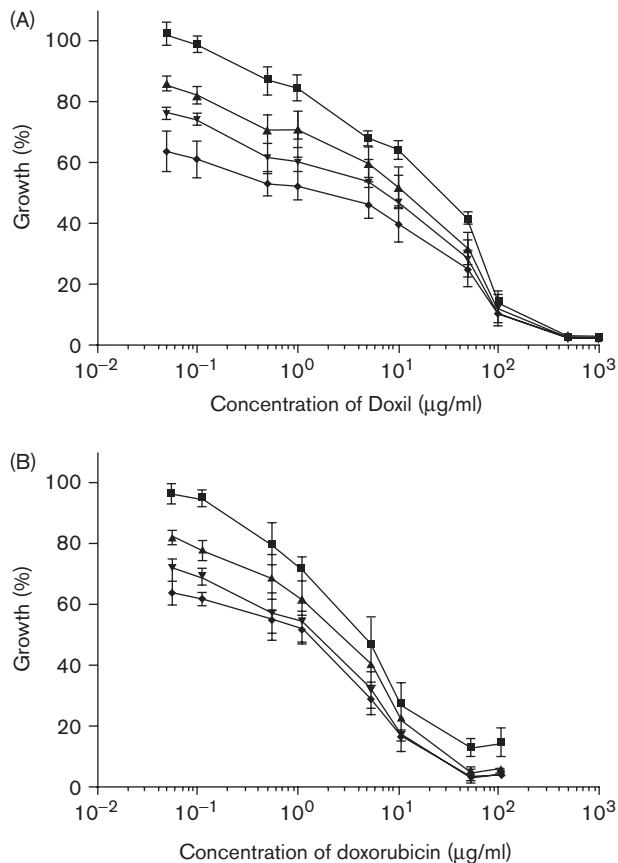 (A)
100
80
60
40
20
0
Growth (%)
10⁻² 10⁻¹ 10⁰ 10¹ 10² 10³
Concentration of Doxil (μg/ml)
(B)
100
80
60
40
20
0
Growth (%)
10⁻² 10⁻¹ 10⁰ 10¹ 10² 10³
Concentration of doxorubicin (μg/ml)